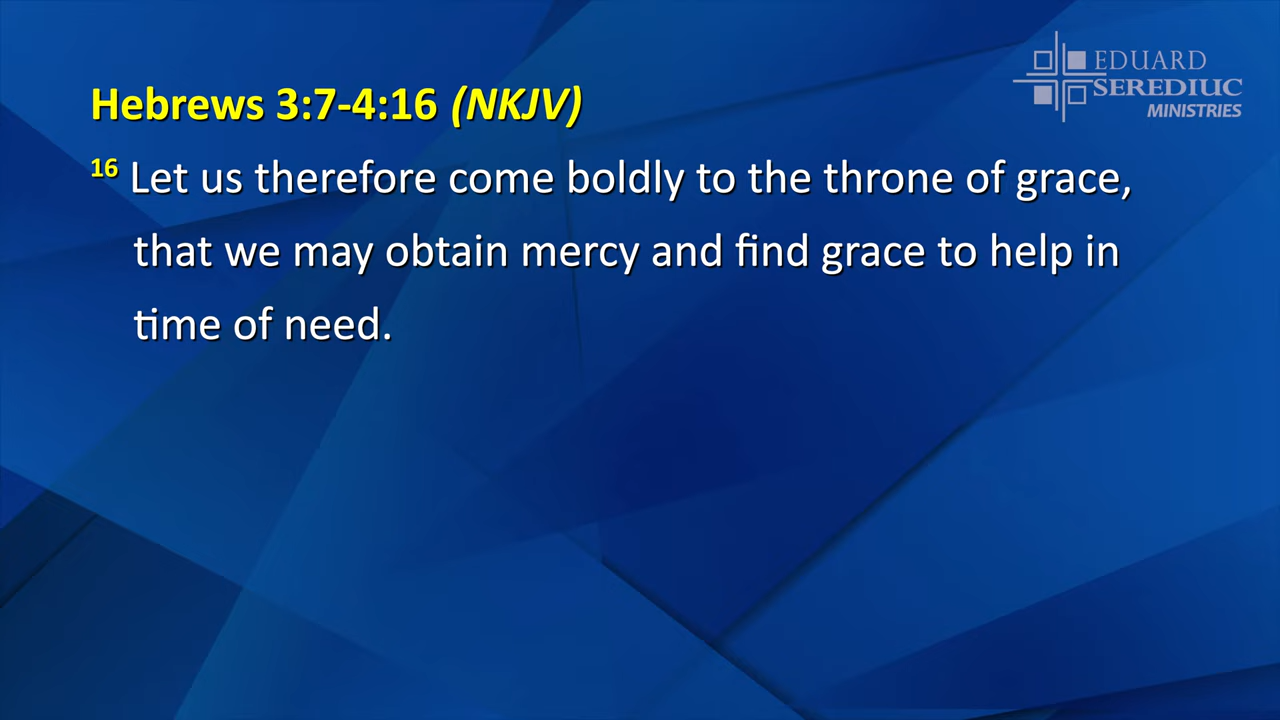 EDUARD
SEREDIUC
MINISTRIES
Hebrews 3:7-4:16 (NKJV)
16 Let us therefore come boldly to the throne of grace,
that we may obtain mercy and find grace to help in
time of need.